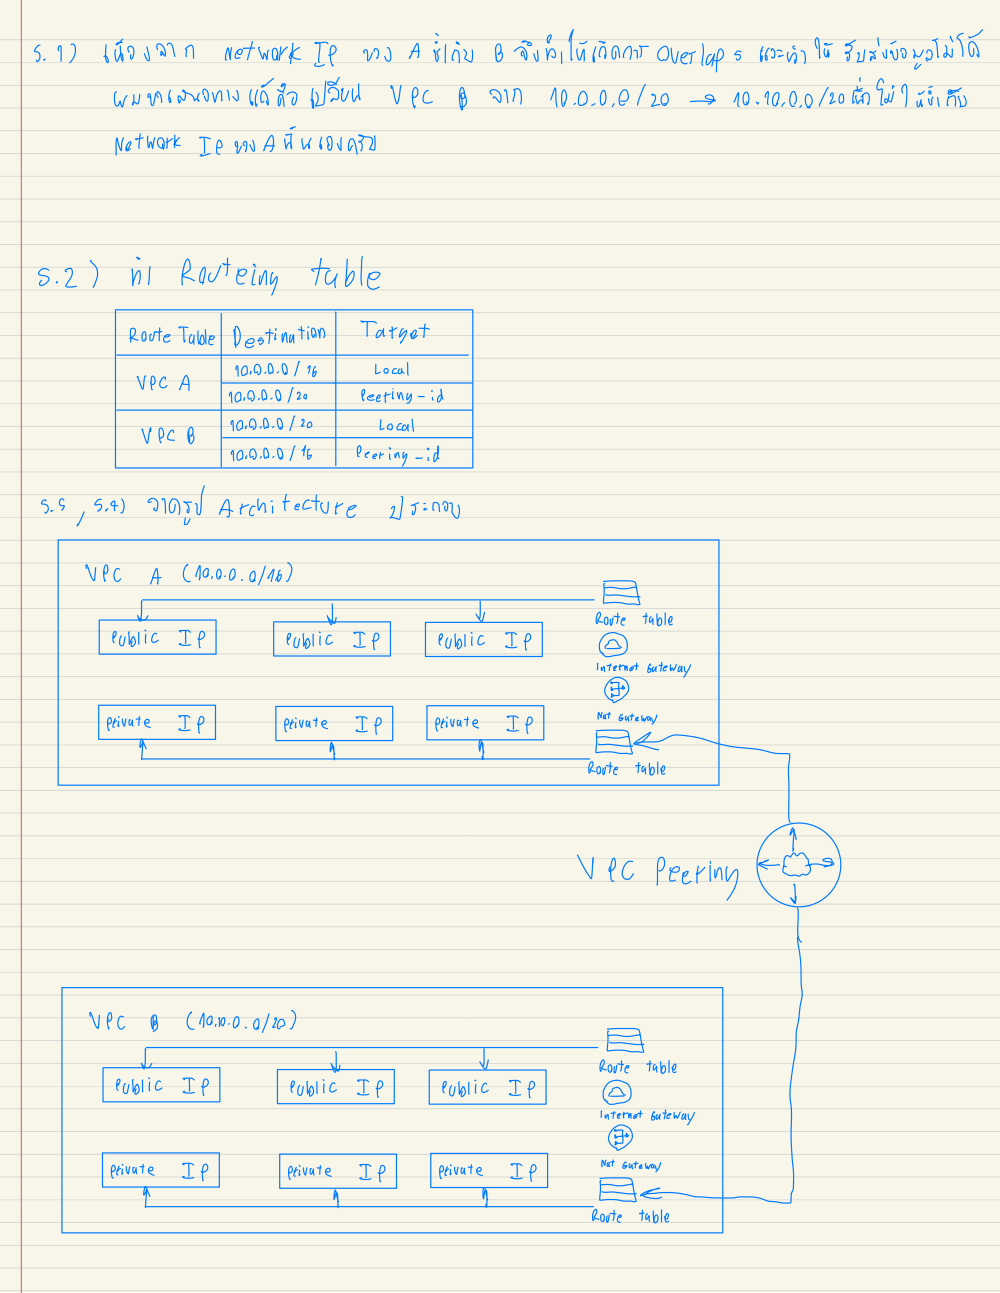 5.1) เนื่องจาก Network IP ของ A ซ้ำกับ B จึงทำให้เกิดการ Overlaps และทำให้ รับส่งข้อมูลไม่ได้
ผมขอเสนอทางแก้คือ เปลี่ยน VPC B จาก 10.0.0.0/20 → 10.10.0.0/20 เพื่อไม่ให้ซ้ำกับ
Network IP ของ A นั้นเองครับ
5.2) ทำ Routeing table
Route Table Destination Target
VPC A
10.0.0.0/16 Local
10.0.0.0/20 Peering-id
VPC B
10.0.0.0/20 Local
10.0.0.0/16 Peering-id
5.3, 5.4) วาดรูป Architecture ประกอบ
VPC A (10.0.0.0/16)
Route table
Public IP Public IP Public IP
Internet Gateway
Nat Gateway
Private IP Private IP Private IP
Route table
VPC Peering
VPC B (10.10.0.0/20)
Route table
Public IP Public IP Public IP
Internet Gateway
Nat Gateway
Private IP Private IP Private IP
Route table